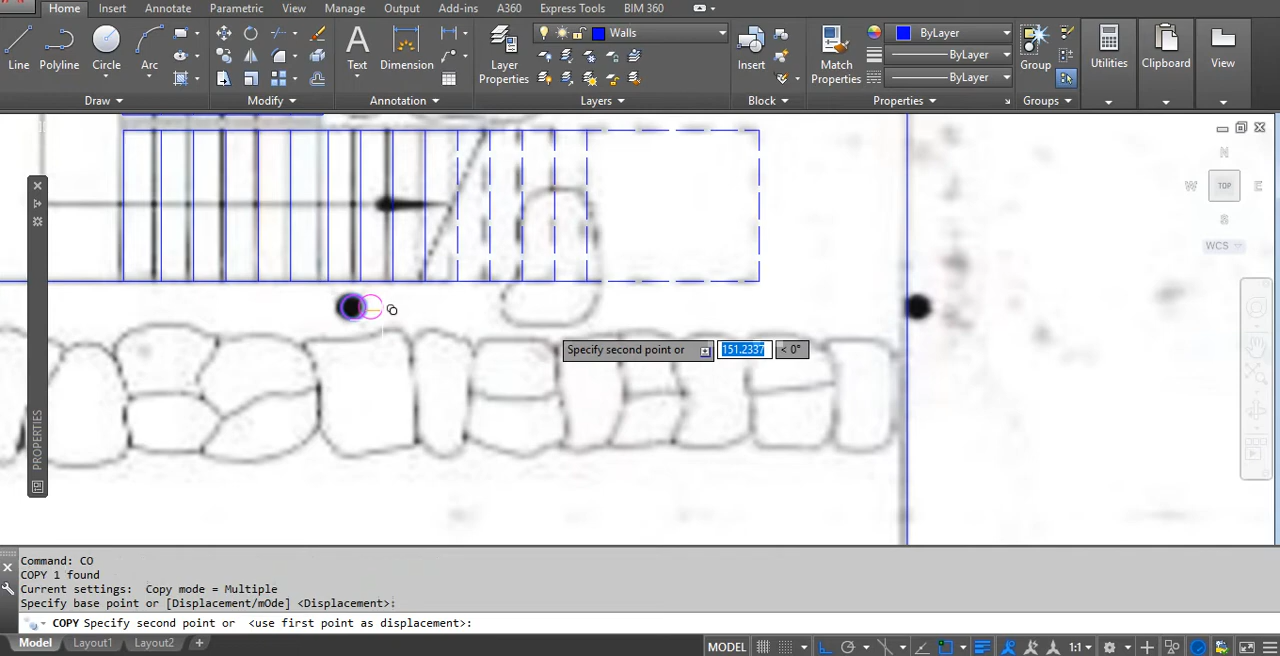 Home Insert Annotate Parametric View Manage Output Add-ins A360 Express Tools BIM 360
Line Polyline Circle Arc
Text Dimension
Layer Properties
Walls
Insert
Match Properties
ByLayer
ByLayer
ByLayer
Group
Utilities
Clipboard
View
Draw Modify Annotation Layers Block Properties Groups
N
W TOP E
S
WCS
PROPERTIES
Specify second point or 151.2337 < 0°
Command: CO
COPY 1 found
Current settings: Copy mode = Multiple
Specify base point or [Displacement/mOde] <Displacement>:
COPY Specify second point or <use first point as displacement>:
Model Layout1 Layout2 +
MODEL 1:1